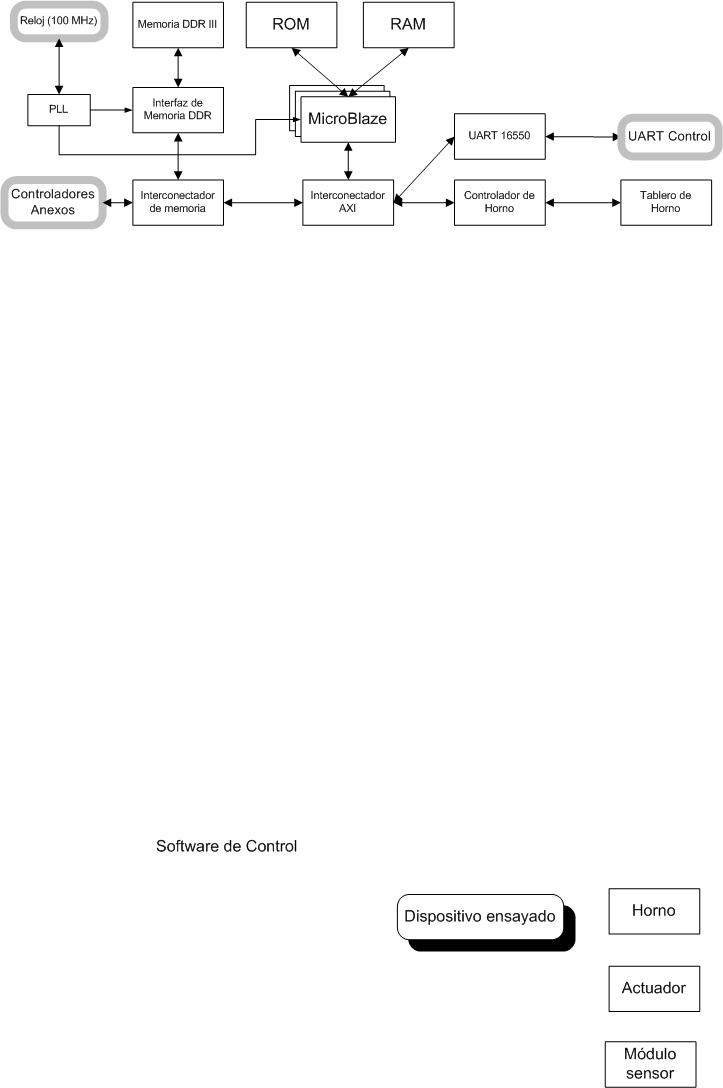 Reloj (100 MHz)
Memoria DDR III
ROM
RAM
PLL
Interfaz de
Memoria DDR
MicroBlaze
UART 16550
UART Control
Controladores
Anexos
Interconectador
de memoria
Interconectador
AXI
Controlador de
Horno
Tablero de
Horno
Software de Control
Dispositivo ensayado
Horno
Actuador
Módulo
sensor